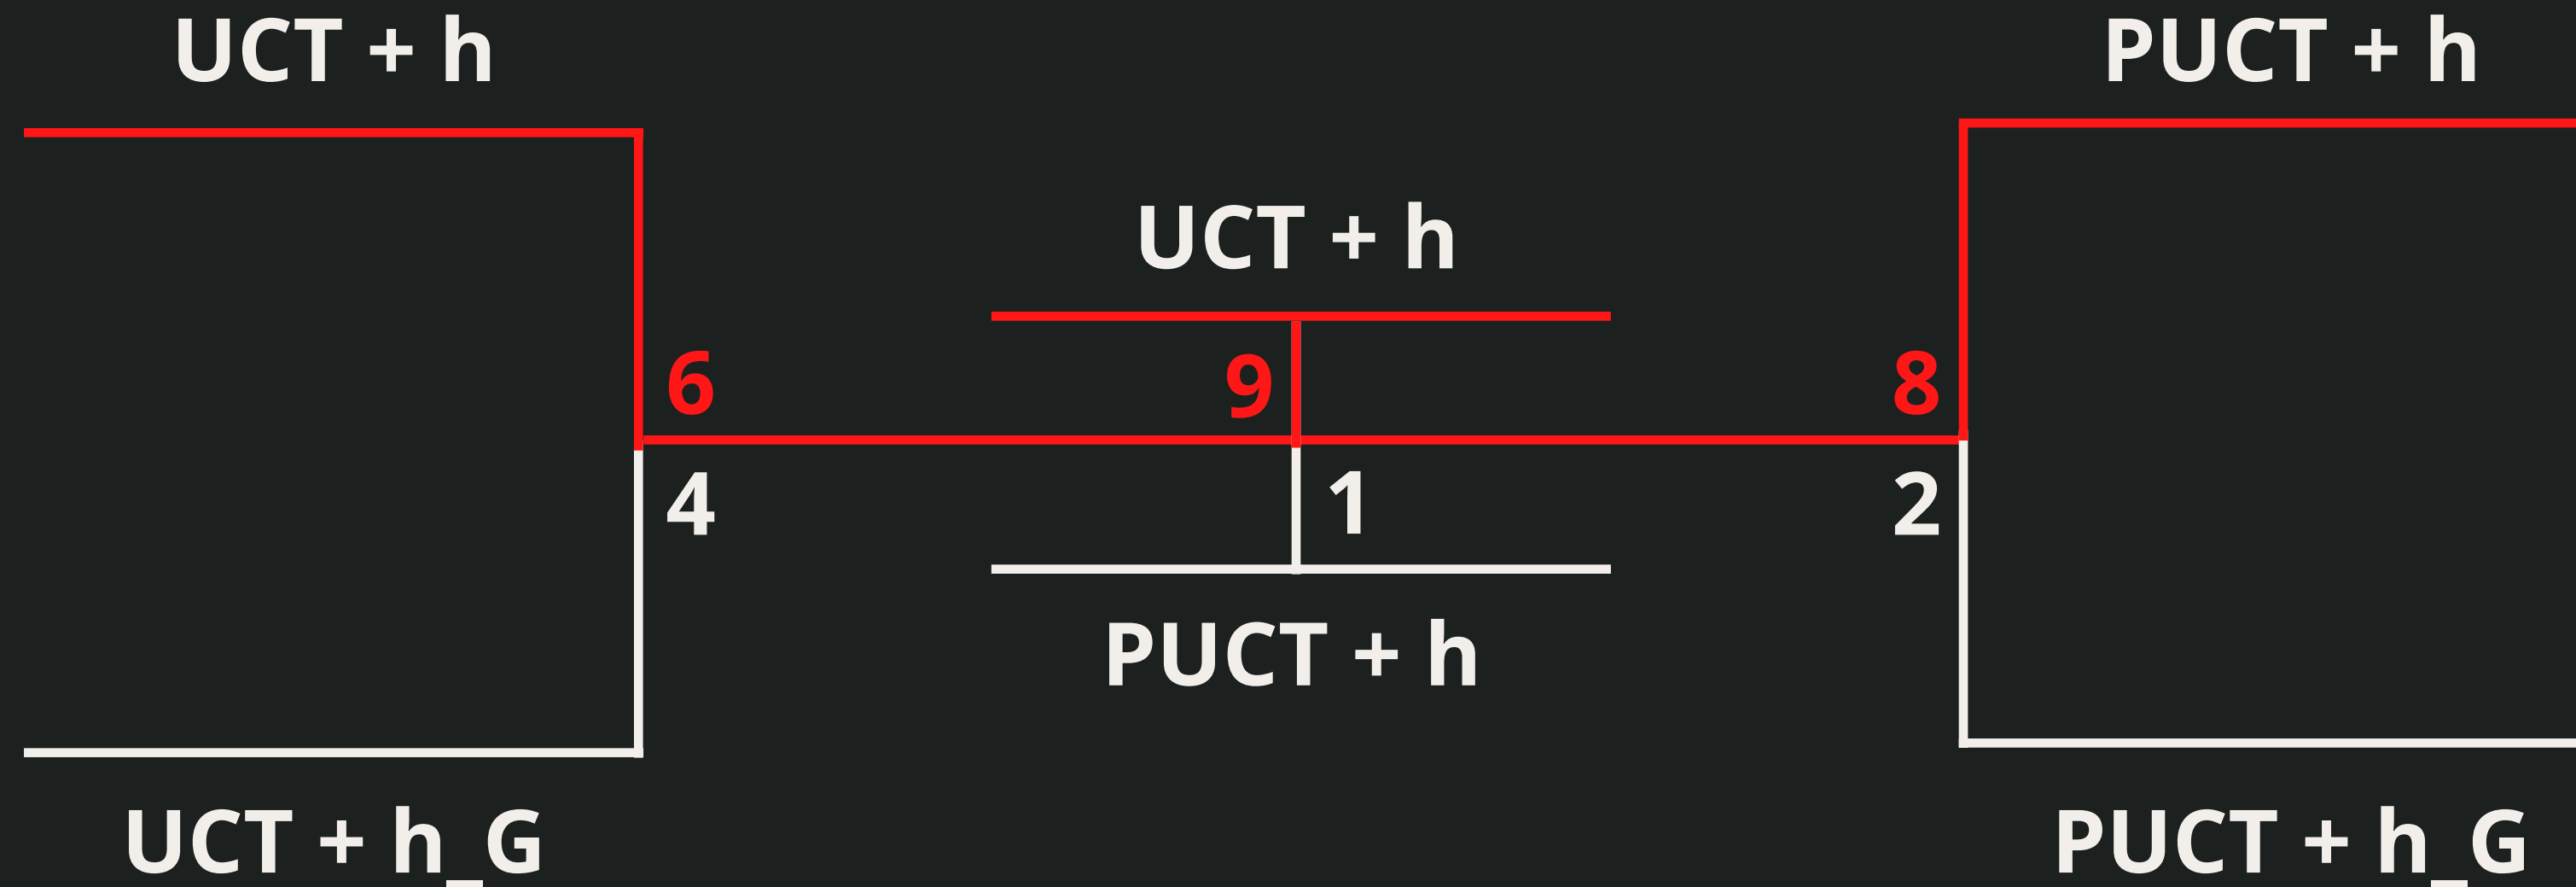 UCT + h
PUCT + h
UCT + h
6
9
8
4
1
2
PUCT + h
UCT + h_G
PUCT + h_G